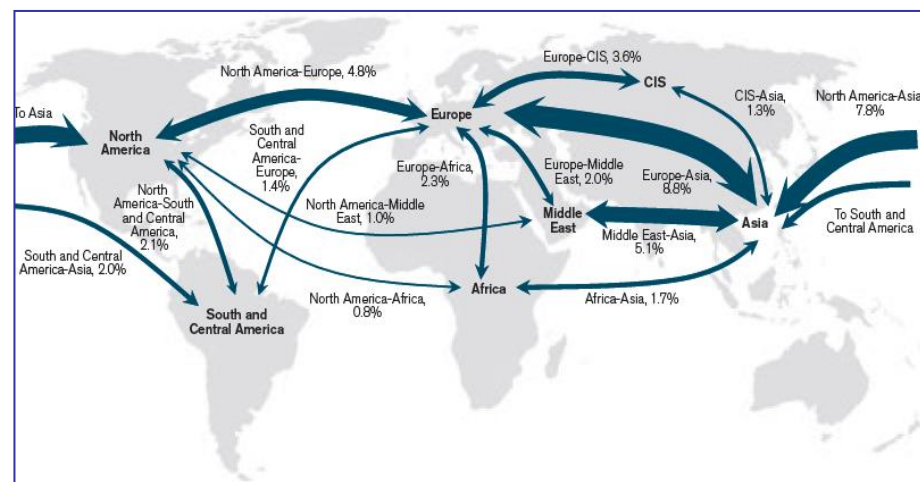 Europe-CIS, 3.6%
CIS
North America-Europe, 4.8%
CIS-Asia,
1.3%
North America-Asia
7.8%
To Asia
North
America
South and
Central
America-
Europe,
1.4%
Europe
Europe-Africa,
2.3%
Europe-Middle
East, 2.0%
Europe-Asia,
8.8%
North
America-South
and Central
America,
2.1%
North America-Middle
East, 1.0%
Middle
East
Asia
To South and
Central America
Middle East-Asia,
5.1%
South and Central
America-Asia, 2.0%
North America-Africa,
0.8%
Africa
Africa-Asia, 1.7%
South and
Central America